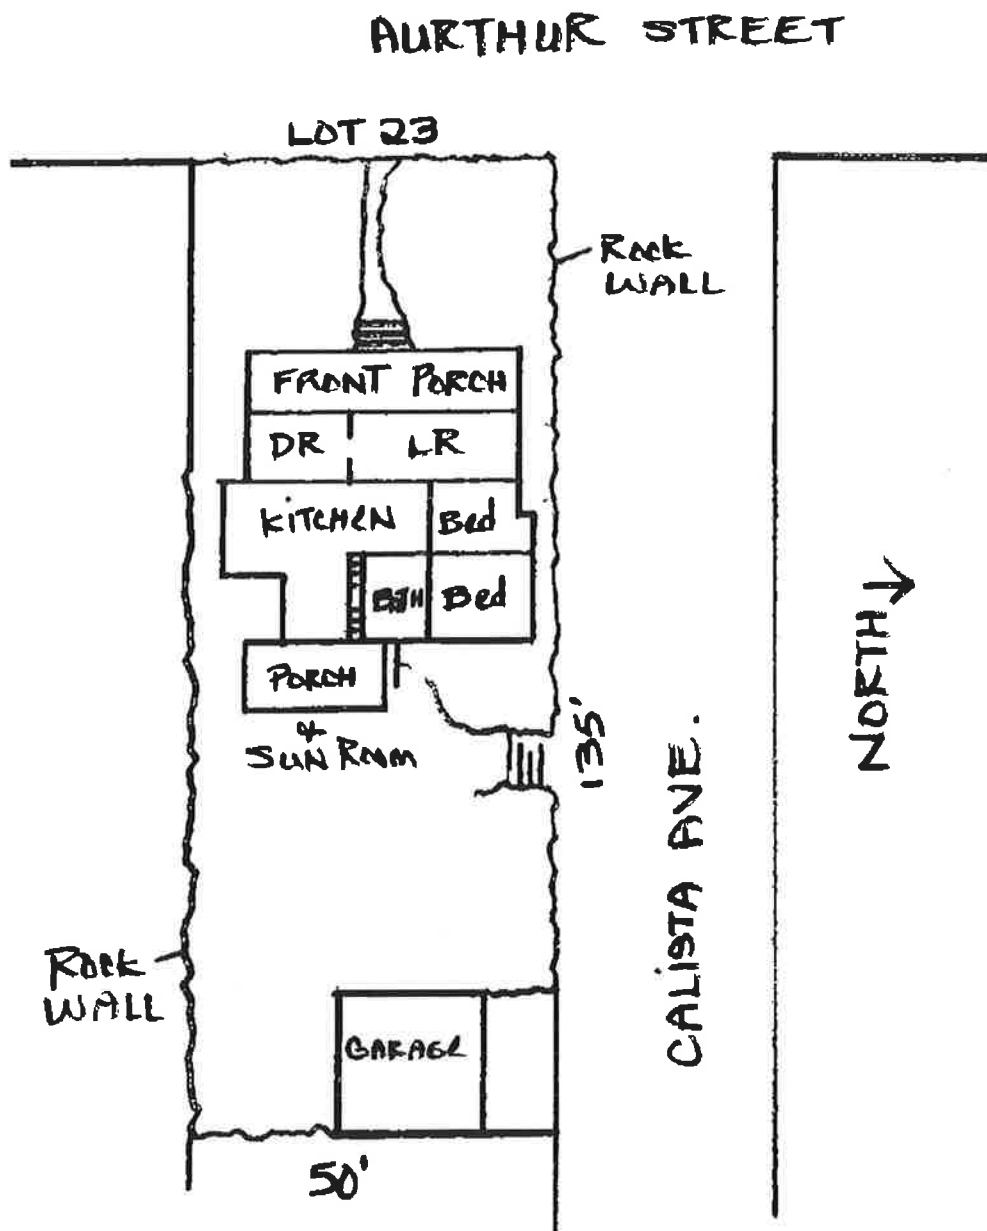 AURTHUR STREET
LOT 23
Rock
WALL
FRONT PORCH
DR
LR
KiTCHEN
Bed
BATH
Bed
PORCH
&
SUN ROOM
135'
NORTH
CALiSTA AVE.
Rock
WALL
GARAGE
50'